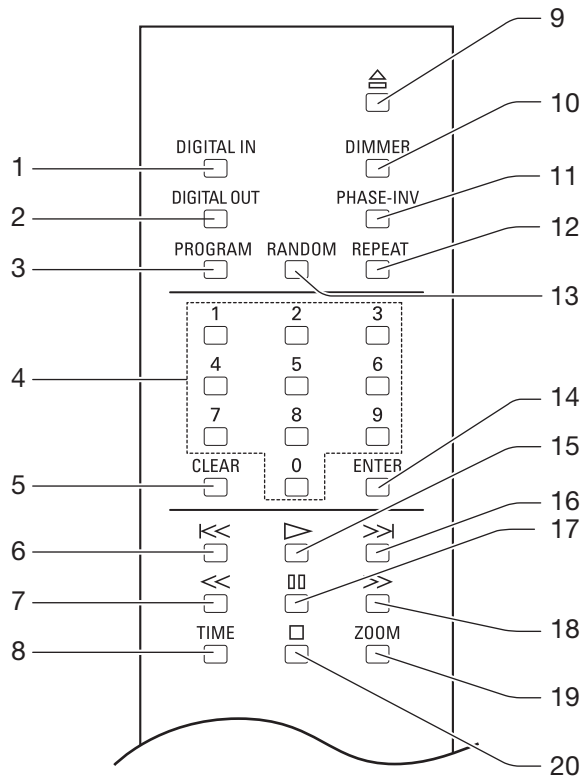 9
10
DIGITAL IN DIMMER
1
11
DIGITAL OUT PHASE-INV
2
12
PROGRAM RANDOM REPEAT
3
13
1 2 3
4
4 5 6
7 8 9
14
15
CLEAR 0 ENTER
5
16
6
17
7
18
TIME ZOOM
8
19
20